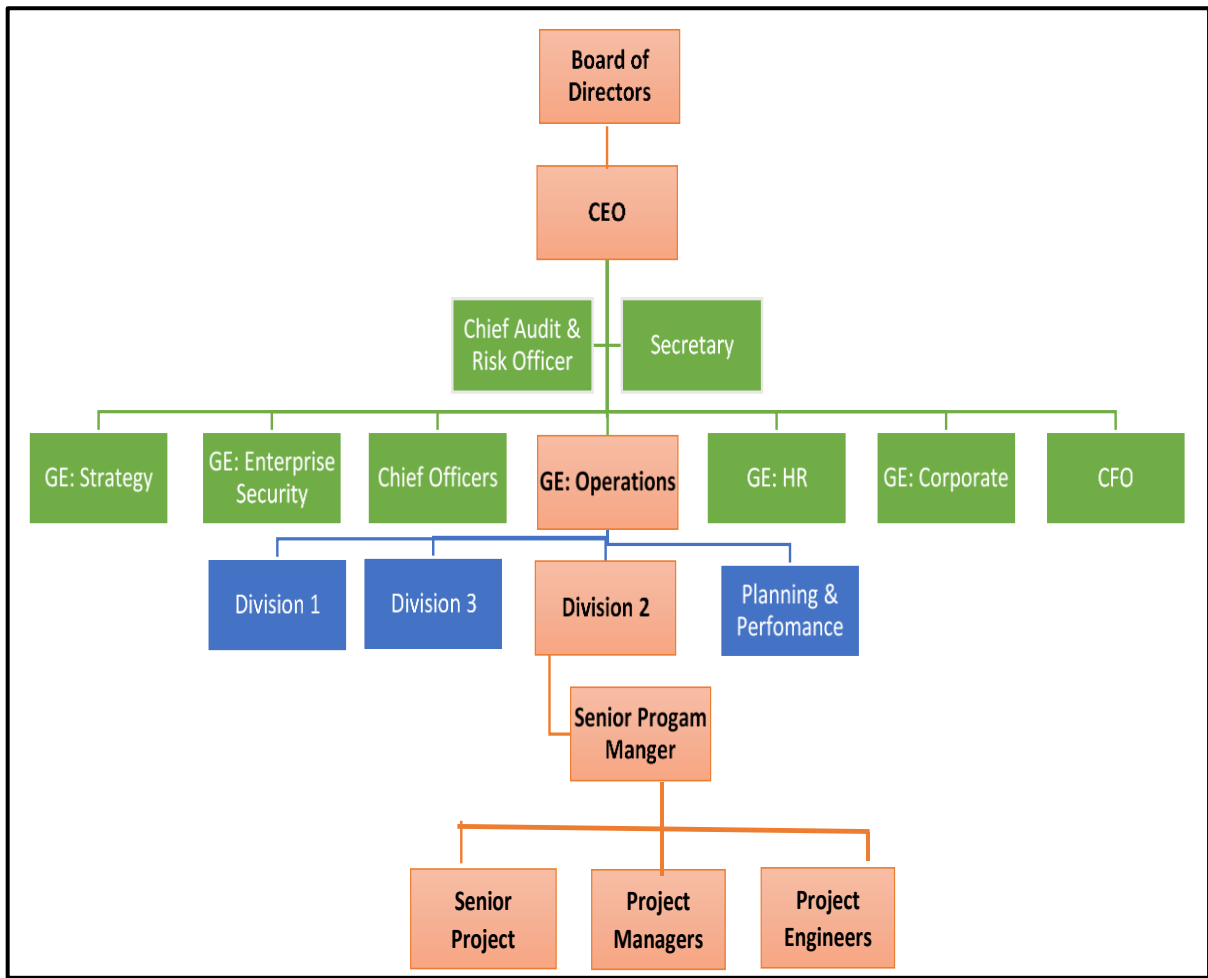 Board of
Directors
CEO
Chief Audit &
Risk Officer
Secretary
GE: Strategy
GE: Enterprise
Security
Chief Officers
GE: Operations
GE: HR
GE: Corporate
CFO
Division 1
Division 3
Division 2
Planning &
Perfomance
Senior Progam
Manger
Senior
Project
Project
Managers
Project
Engineers